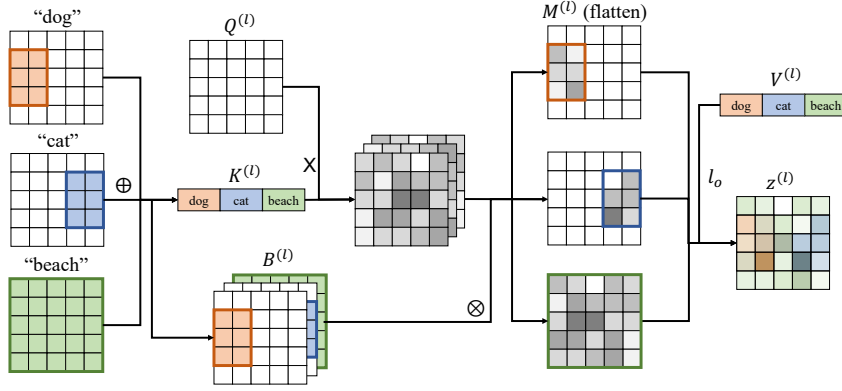 “dog”
“cat”
“beach”
⊕
Q^(l)
X
K^(l)
dog cat beach
B^(l)
⊗
M^(l) (flatten)
V^(l)
dog cat beach
l_o
z^(l)